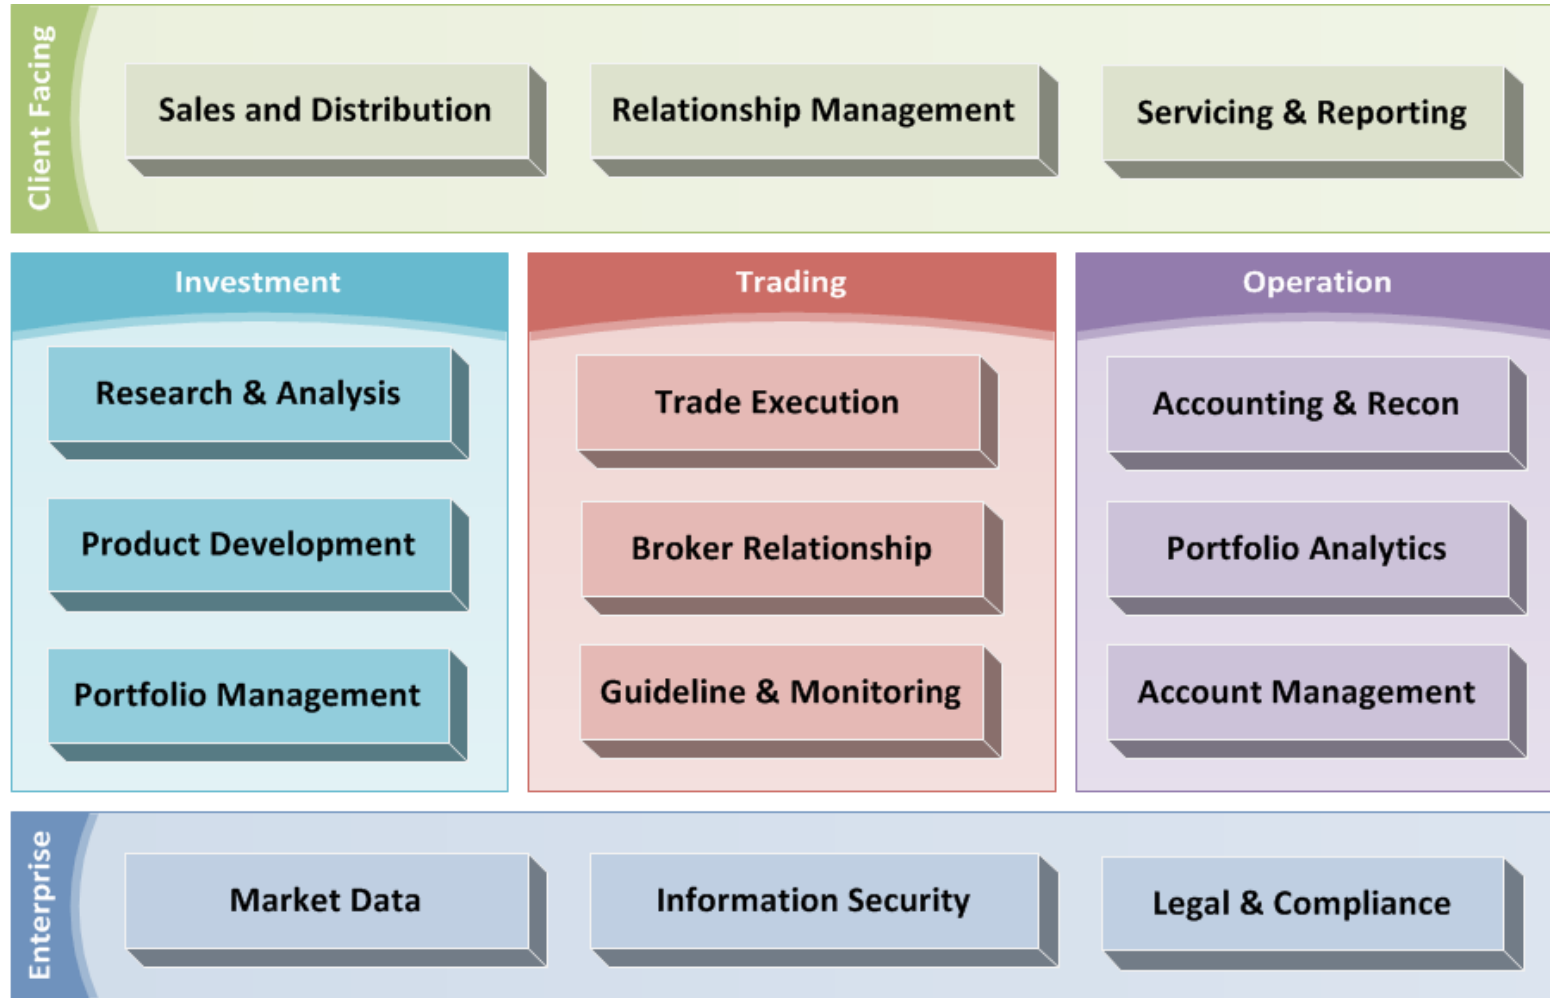 Client Facing
Sales and Distribution
Relationship Management
Servicing & Reporting
Investment
Research & Analysis
Product Development
Portfolio Management
Trading
Trade Execution
Broker Relationship
Guideline & Monitoring
Operation
Accounting & Recon
Portfolio Analytics
Account Management
Enterprise
Market Data
Information Security
Legal & Compliance